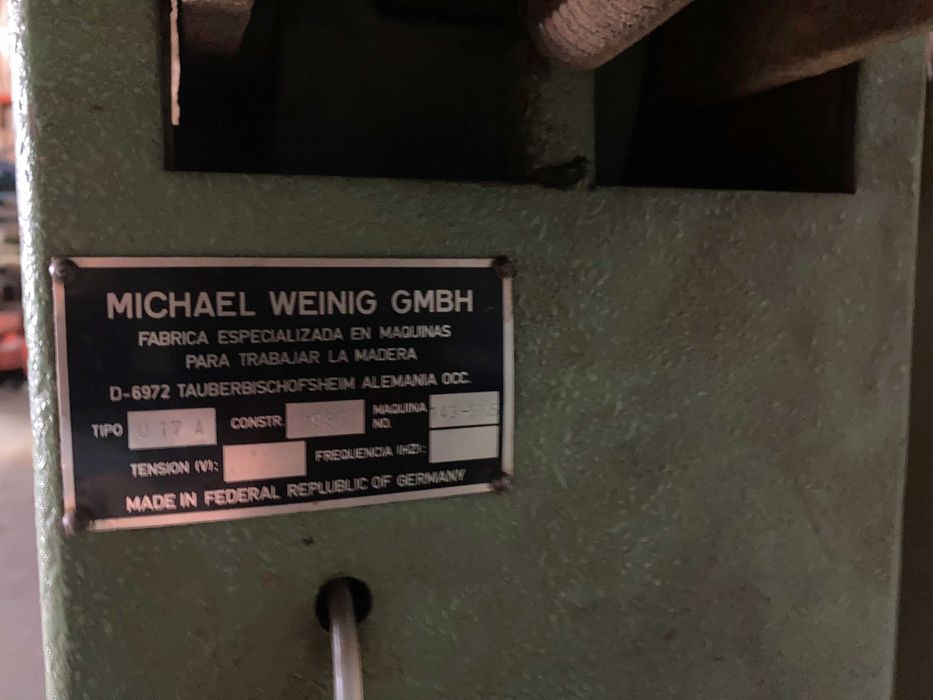 MICHAEL WEINIG GMBH
FABRICA ESPECIALIZADA EN MAQUINAS
PARA TRABAJAR LA MADERA
D-6972 TAUBERBISCHOFSHEIM ALEMANIA OCC.
TIPO U 17 A CONSTR. MAQUINA NO.
TENSION (V): FREQUENCIA (HZ):
MADE IN FEDERAL REPLUBLIC OF GERMANY